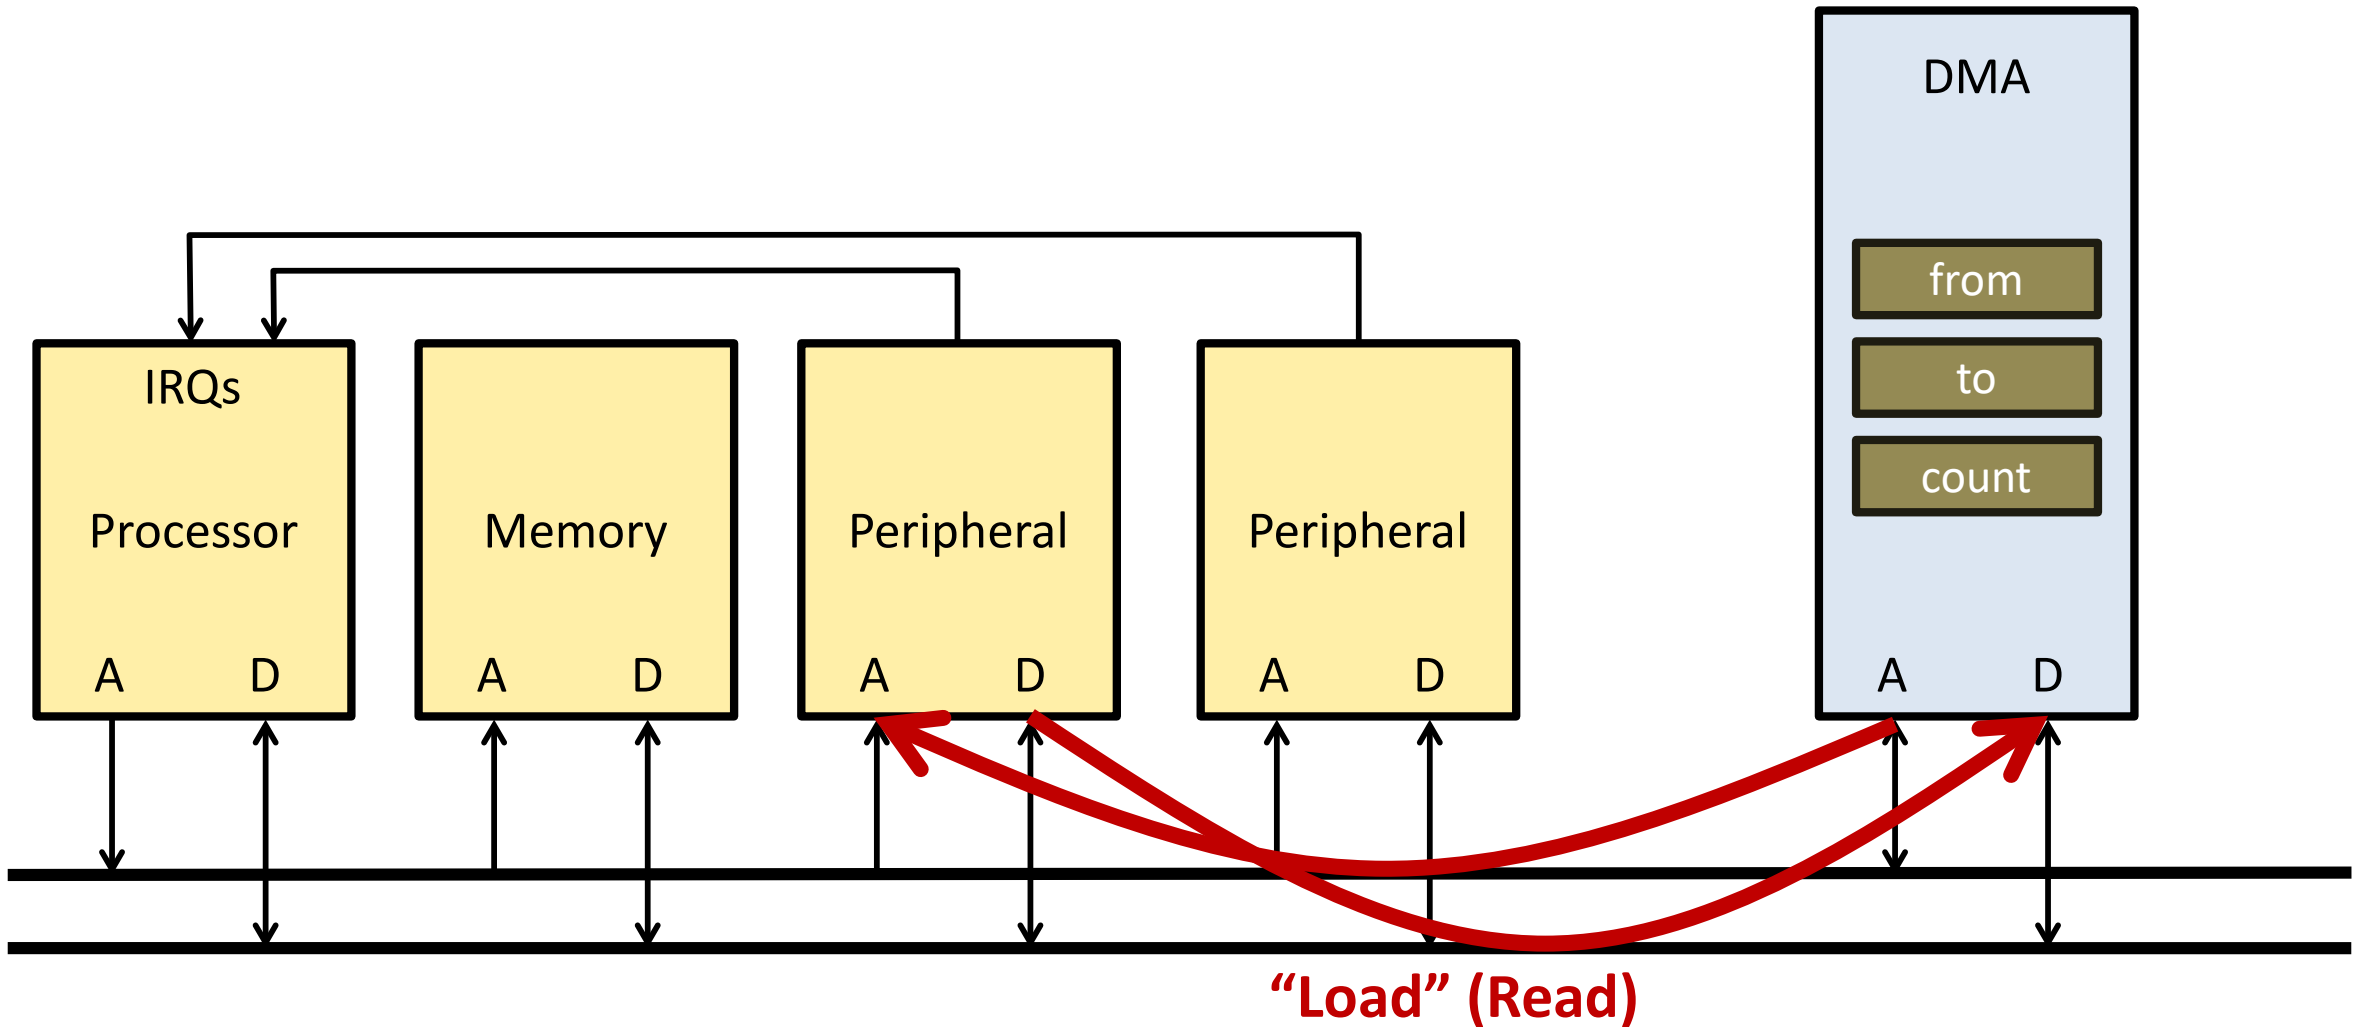 DMA
from
to
count
IRQs
Processor
Memory
Peripheral
Peripheral
A D
A D
A D
A D
A D
“Load” (Read)